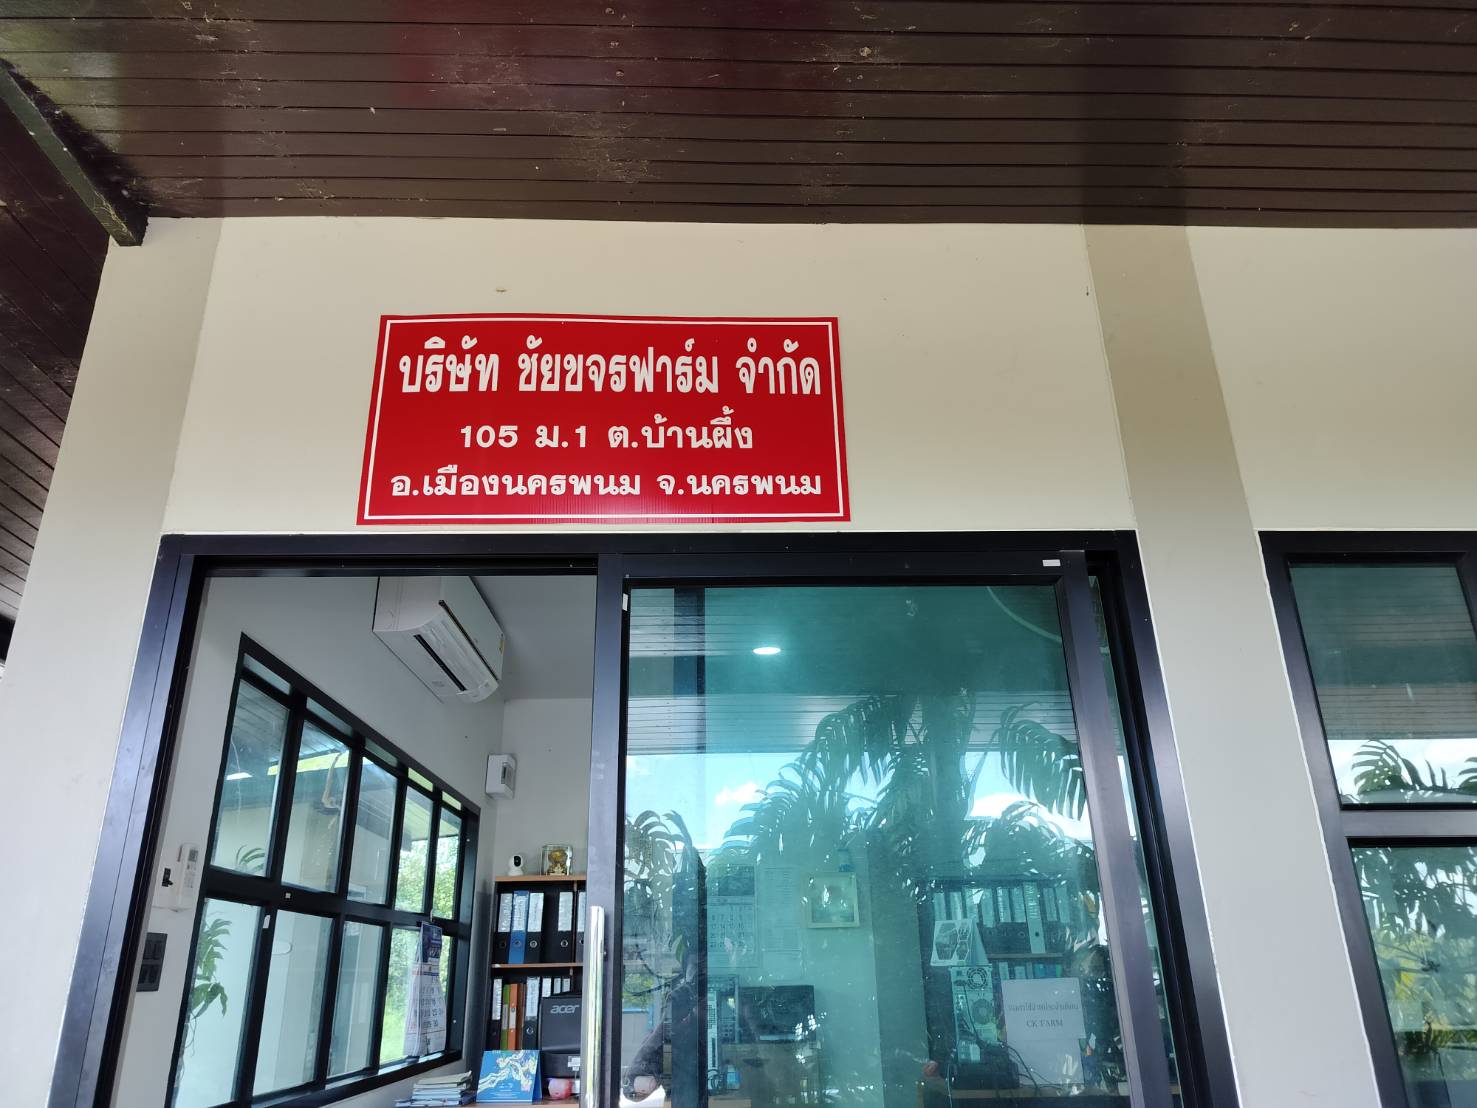 บริษัท ชัยขจรฟาร์ม จำกัด
105 ม.1 ต.บ้านผึ้ง
อ.เมืองนครพนม จ.นครพนม
acer
CK FARM